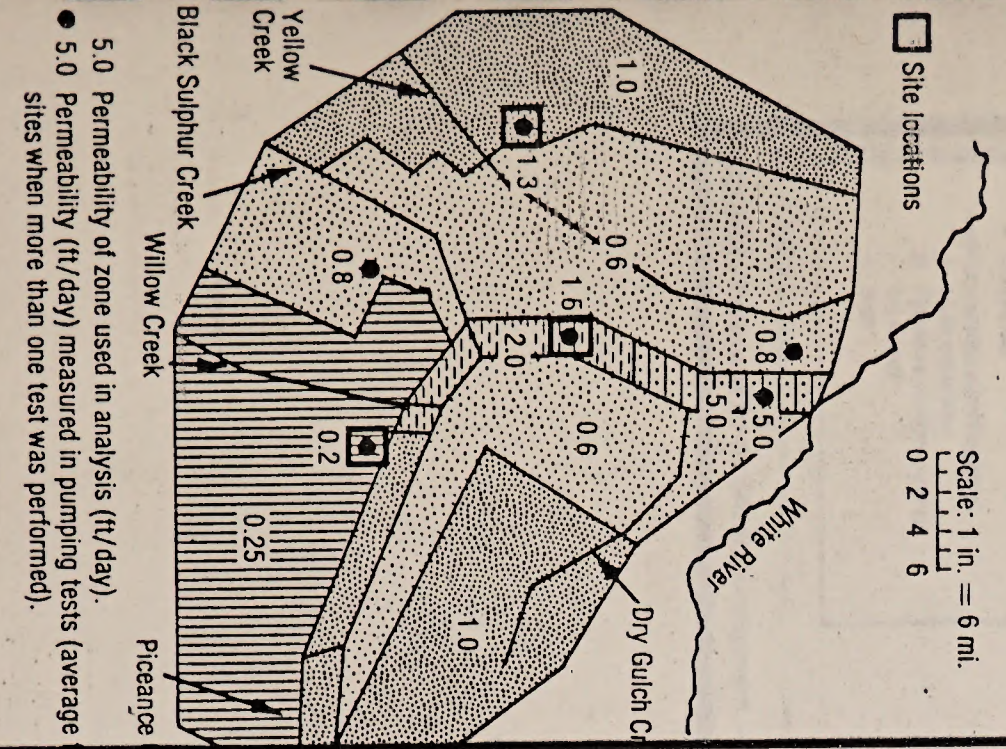 Site locations
Scale: 1 in. = 6 mi.
0 2 4 6
White River
Yellow
Creek
Black Sulphur Creek
Willow Creek
Piceance
Dry Gulch Cr
1.0
1.3
0.6
0.8
5.0
5.0
1.6
2.0
0.6
0.8
0.2
0.25
1.0
5.0 Permeability of zone used in analysis (ft/day).
5.0 Permeability (ft/day) measured in pumping tests (average
sites when more than one test was performed).